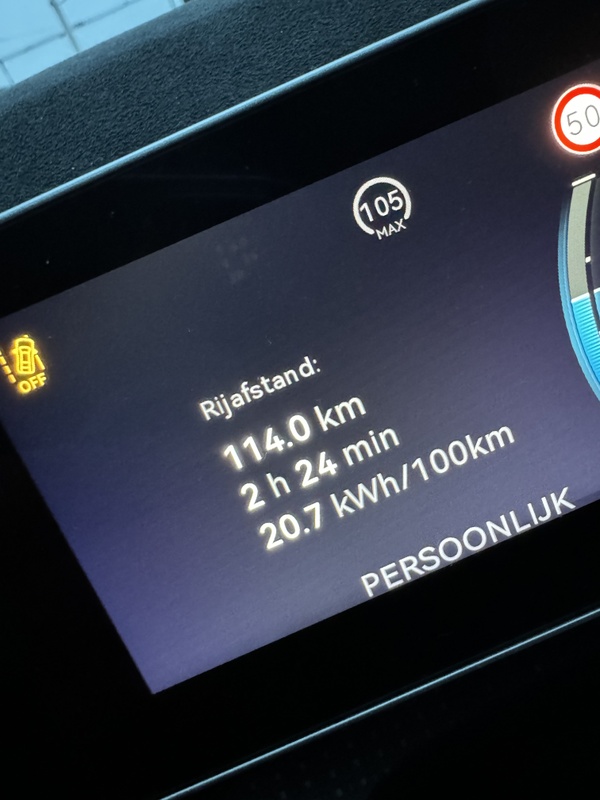 50
105
MAX
OFF
Rijafstand:
114.0 km
2 h 24 min
20.7 kWh/100km
PERSOONLIJK